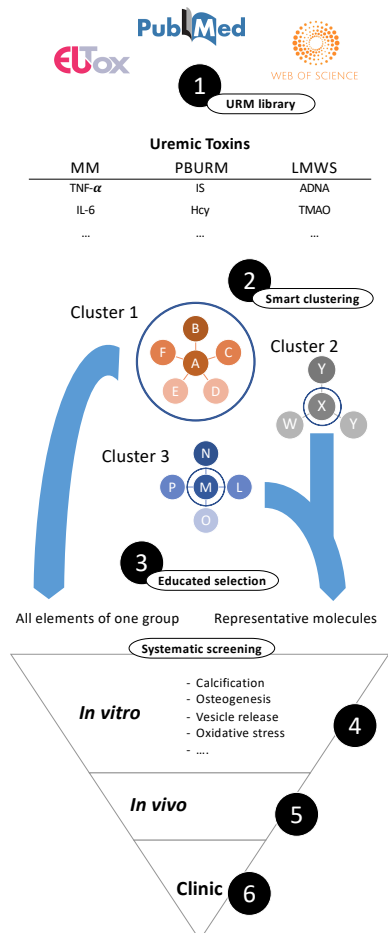 PubMed
EUTox
WEB OF SCIENCE
1
URM library
Uremic Toxins
MM PBURM LMWS
TNF-α IS ADNA
IL-6 Hcy TMAO
... ... ...
2
Smart clustering
Cluster 1
B
F C
A
E D
Cluster 2
Y
X
W Y
Cluster 3
N
P M L
O
3
Educated selection
All elements of one group Representative molecules
Systematic screening
In vitro
- Calcification
- Osteogenesis
- Vesicle release
- Oxidative stress
- ....
4
In vivo
5
Clinic
6